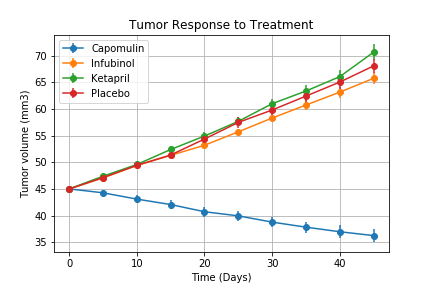 Tumor Response to Treatment
Capomulin
Infubinol
Ketapril
Placebo
70
65
60
55
50
45
40
35
Tumor volume (mm3)
0 10 20 30 40
Time (Days)